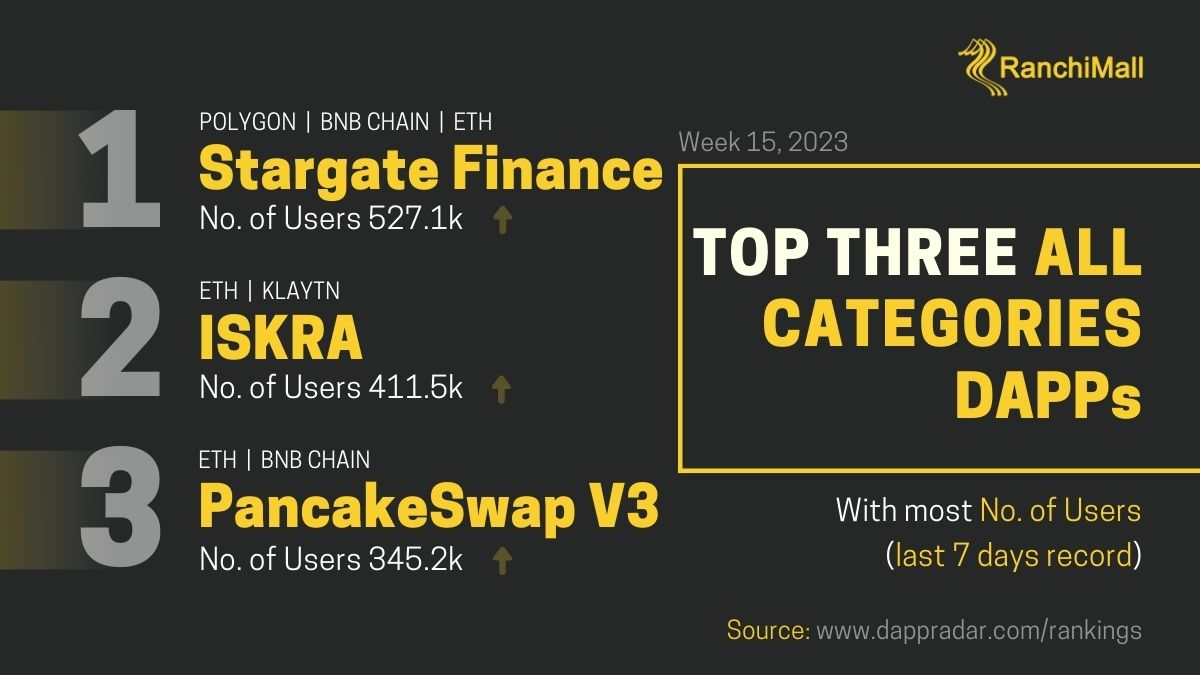 RanchiMall
1
POLYGON | BNB CHAIN | ETH
Stargate Finance
No. of Users 527.1k
2
ETH | KLAYTN
ISKRA
No. of Users 411.5k
3
ETH | BNB CHAIN
PancakeSwap V3
No. of Users 345.2k
Week 15, 2023
TOP THREE ALL
CATEGORIES
DAPPs
With most No. of Users
(last 7 days record)
Source: www.dappradar.com/rankings